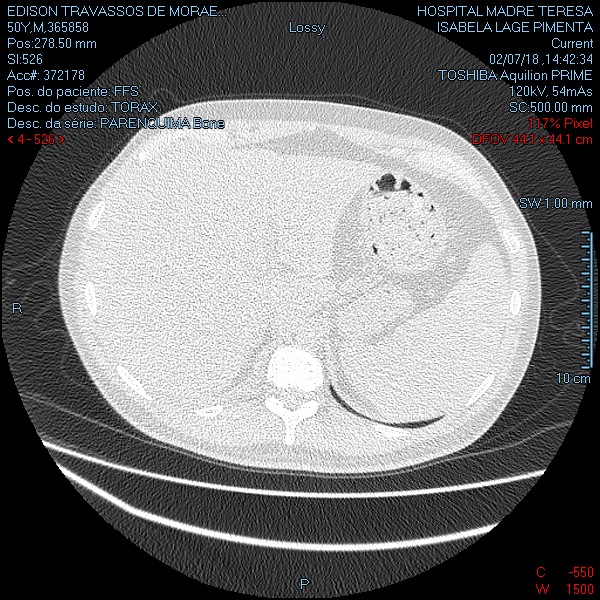 EDISON TRAVASSOS DE MORAE...
50Y,M,365858
Pos:278.50 mm
SI:526
Acc#: 372178
Pos. do paciente: FFS
Desc. do estudo: TORAX
Desc. da série: PARENQUIMA Bone
< 4 - 526 >
Lossy
HOSPITAL MADRE TERESA
ISABELA LAGE PIMENTA
Current
02/07/18 ,14:42:34
TOSHIBA Aquilion PRIME
120kV, 54mAs
SC:500.00 mm
117% Pixel
DFOV:44.1 x 44.1 cm
SW:1.00 mm
R
10 cm
P
C -550
W 1500